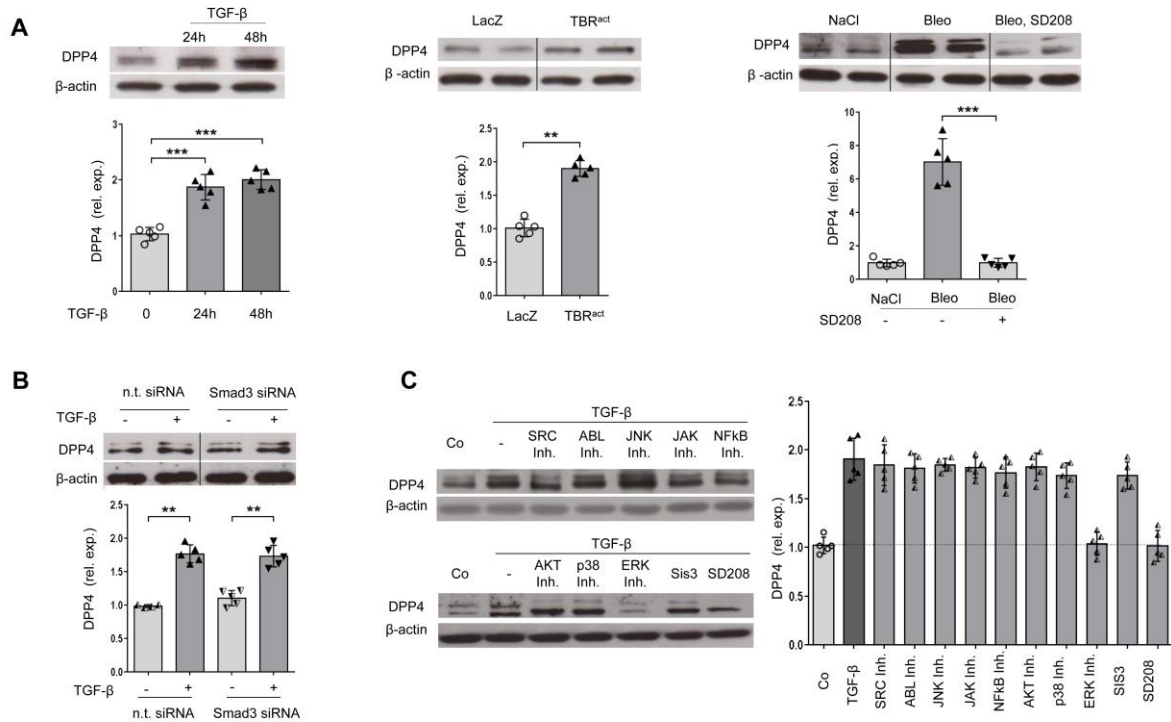 A
TGF-β
24h 48h
DPP4
β-actin
***
***
DPP4 (rel. exp.)
3
2
1
0
TGF-β 0 24h 48h
LacZ TBRact
DPP4
β-actin
**
DPP4 (rel. exp.)
2.5
2.0
1.5
1.0
0.5
0.0
LacZ TBRact
NaCl Bleo Bleo, SD208
DPP4
β -actin
***
DPP4 (rel. exp.)
10
8
6
4
2
0
NaCl Bleo Bleo
SD208 - - +
B
n.t. siRNA Smad3 siRNA
TGF-β - + - +
DPP4
β-actin
** **
DPP4 (rel. exp.)
2.5
2.0
1.5
1.0
0.5
0.0
TGF-β - + - +
n.t. siRNA Smad3 siRNA
C
TGF-β
Co - SRC Inh. ABL Inh. JNK Inh. JAK Inh. NFkB Inh.
DPP4
β-actin
TGF-β
Co - AKT Inh. p38 Inh. ERK Inh. Sis3 SD208
DPP4
β-actin
DPP4 (rel. exp.)
2.5
2.0
1.5
1.0
0.5
0.0
Co
TGF-β
SRC Inh.
ABL Inh.
JNK Inh.
JAK Inh.
NFkB Inh.
AKT Inh.
p38 Inh.
ERK Inh.
SIS3
SD208